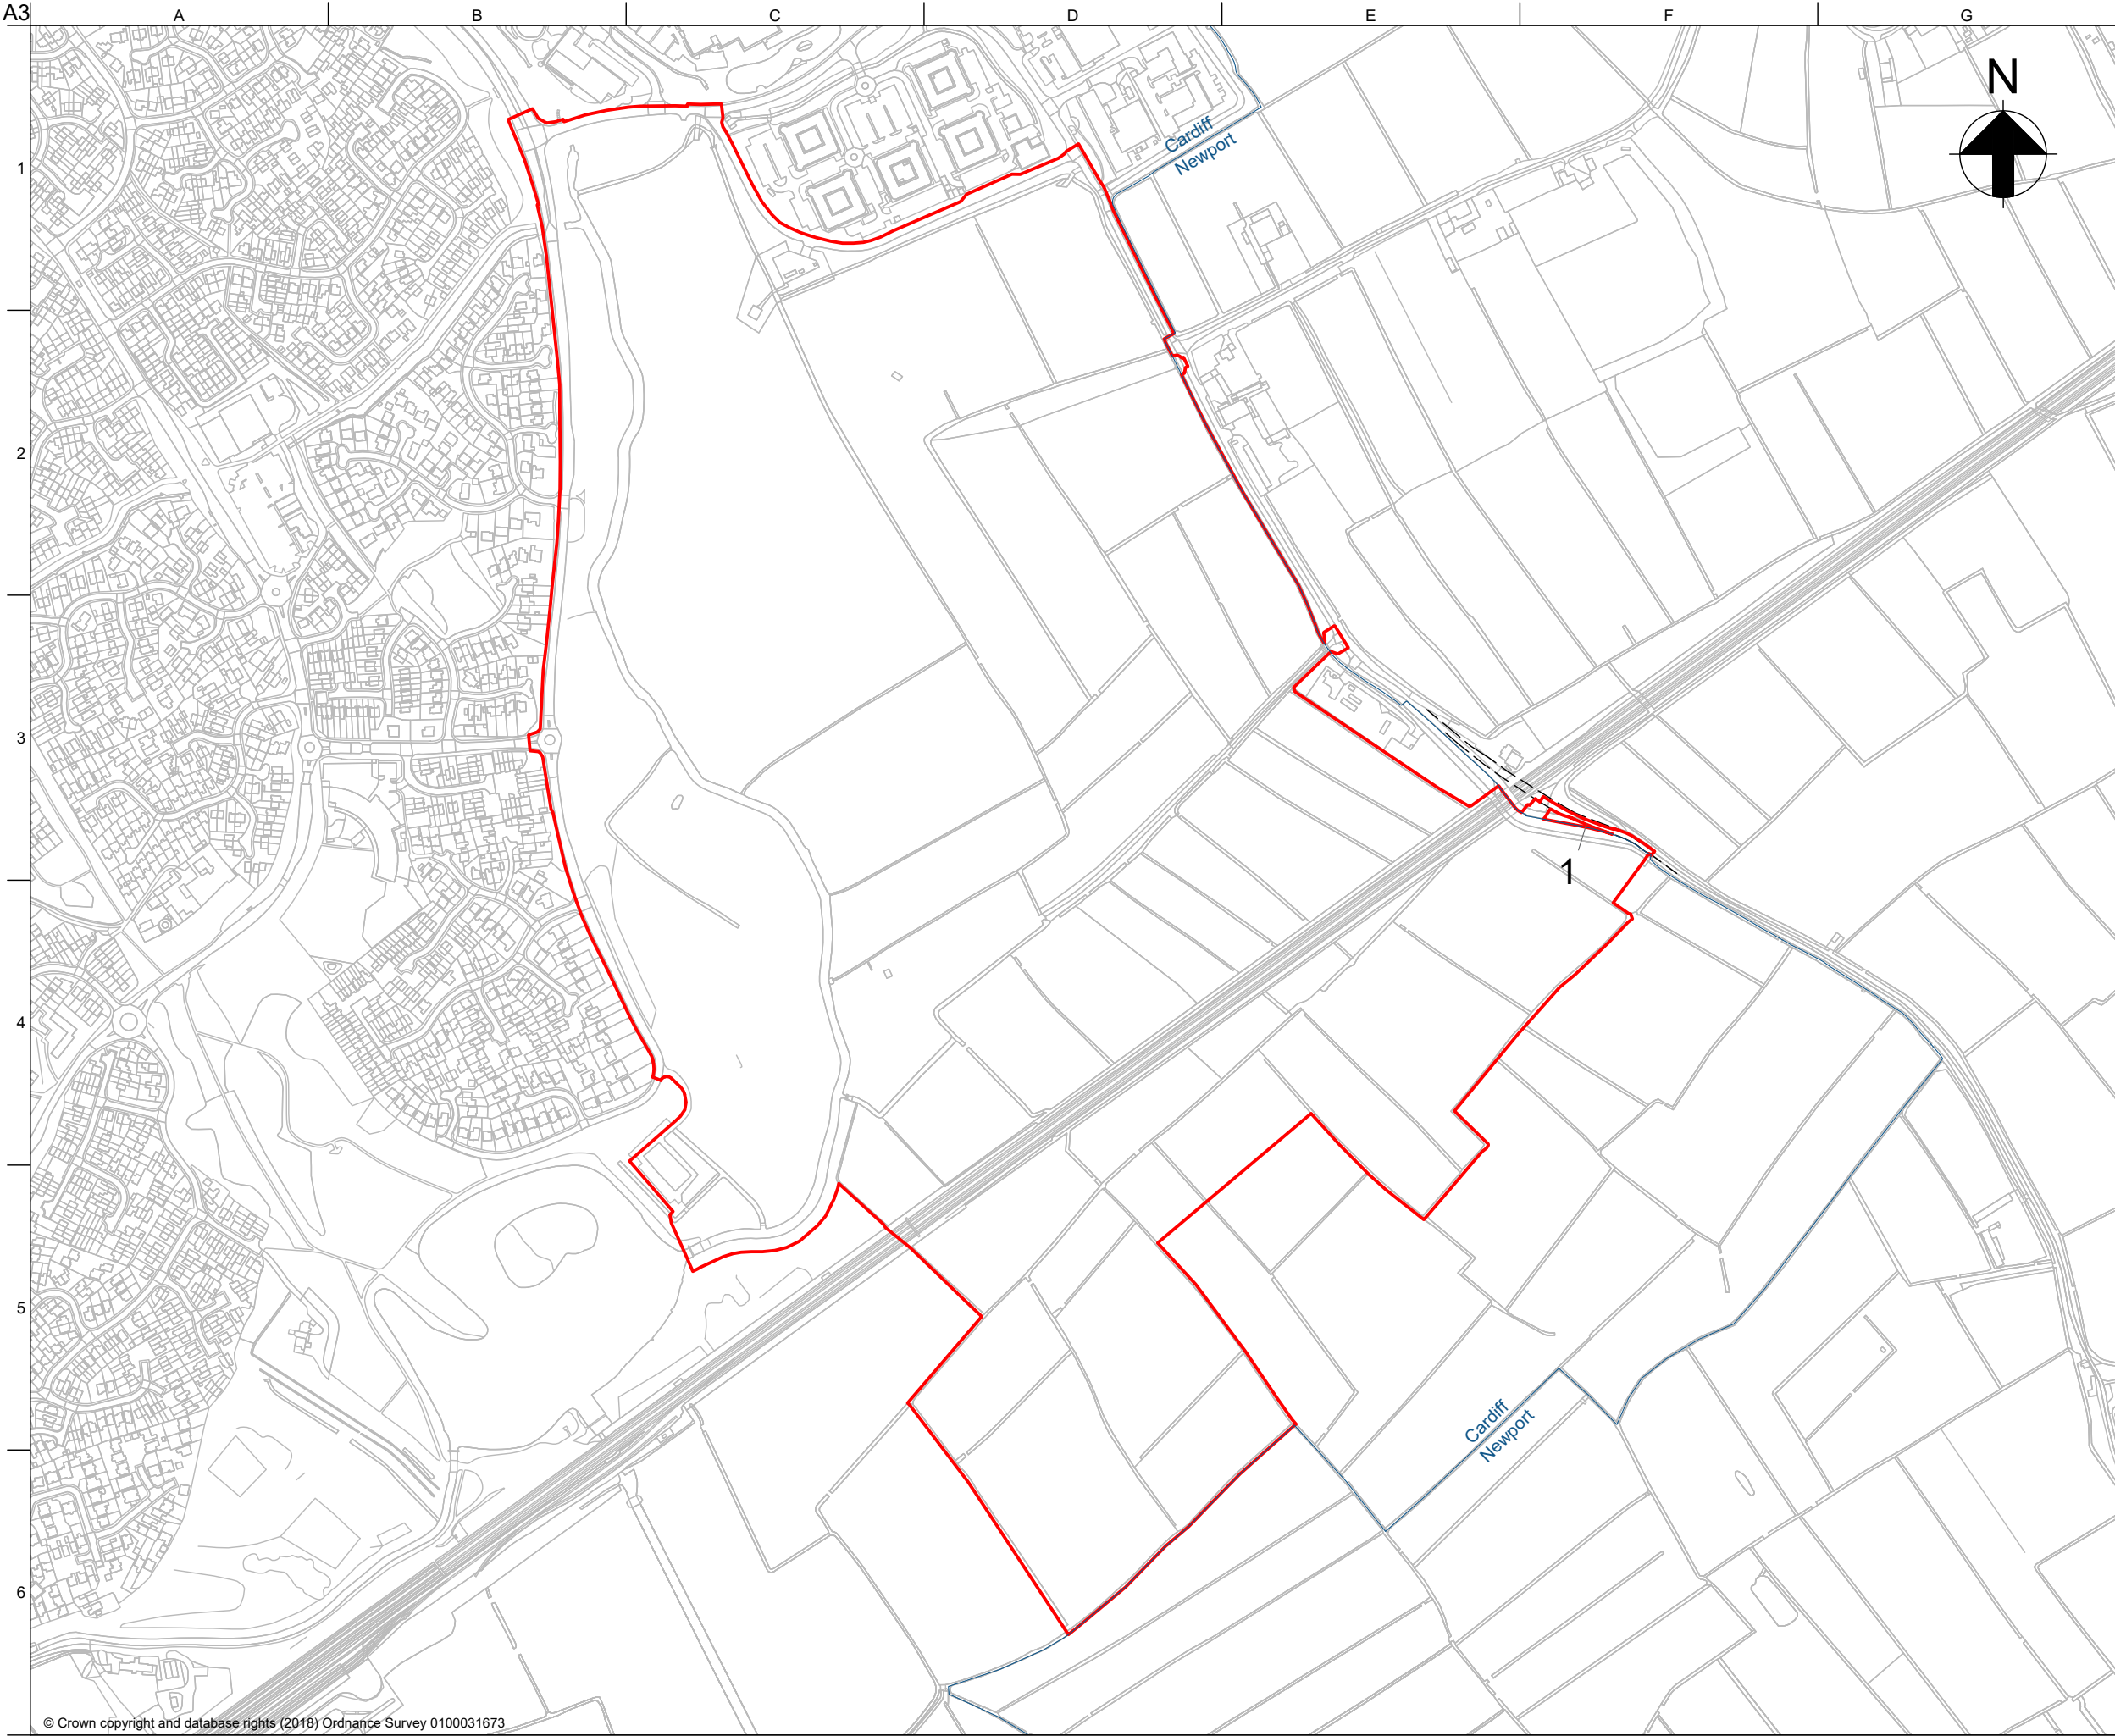 A3
A B C D E F G
N
1
2
3
4
5
6
Cardiff
Newport
1
Cardiff
Newport
© Crown copyright and database rights (2018) Ordnance Survey 0100031673